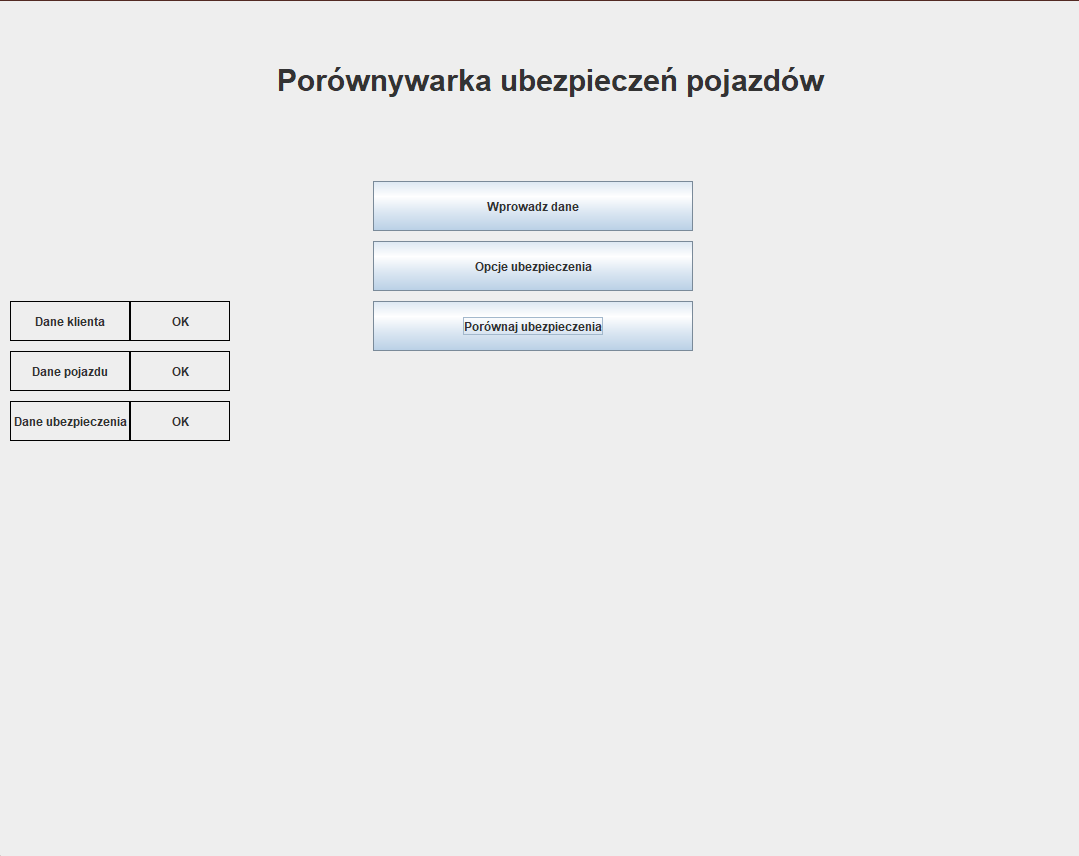 Porównywarka ubezpieczeń pojazdów
Wprowadz dane
Opcje ubezpieczenia
Porównaj ubezpieczenia
Dane klienta OK
Dane pojazdu OK
Dane ubezpieczenia OK